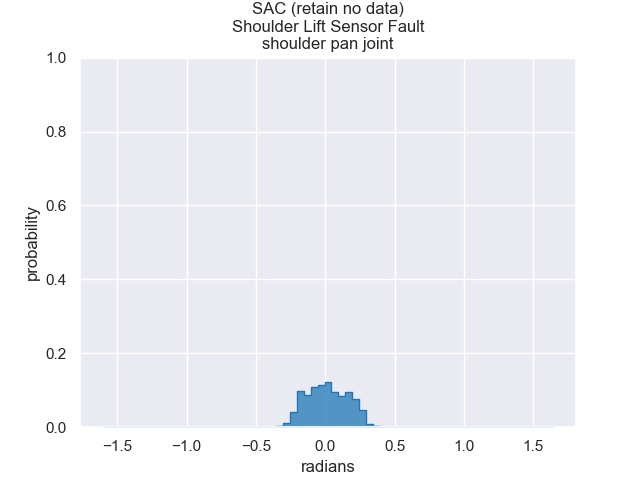 SAC (retain no data)
Shoulder Lift Sensor Fault
shoulder pan joint
1.0
0.8
0.6
0.4
0.2
0.0
probability
−1.5 −1.0 −0.5 0.0 0.5 1.0 1.5
radians